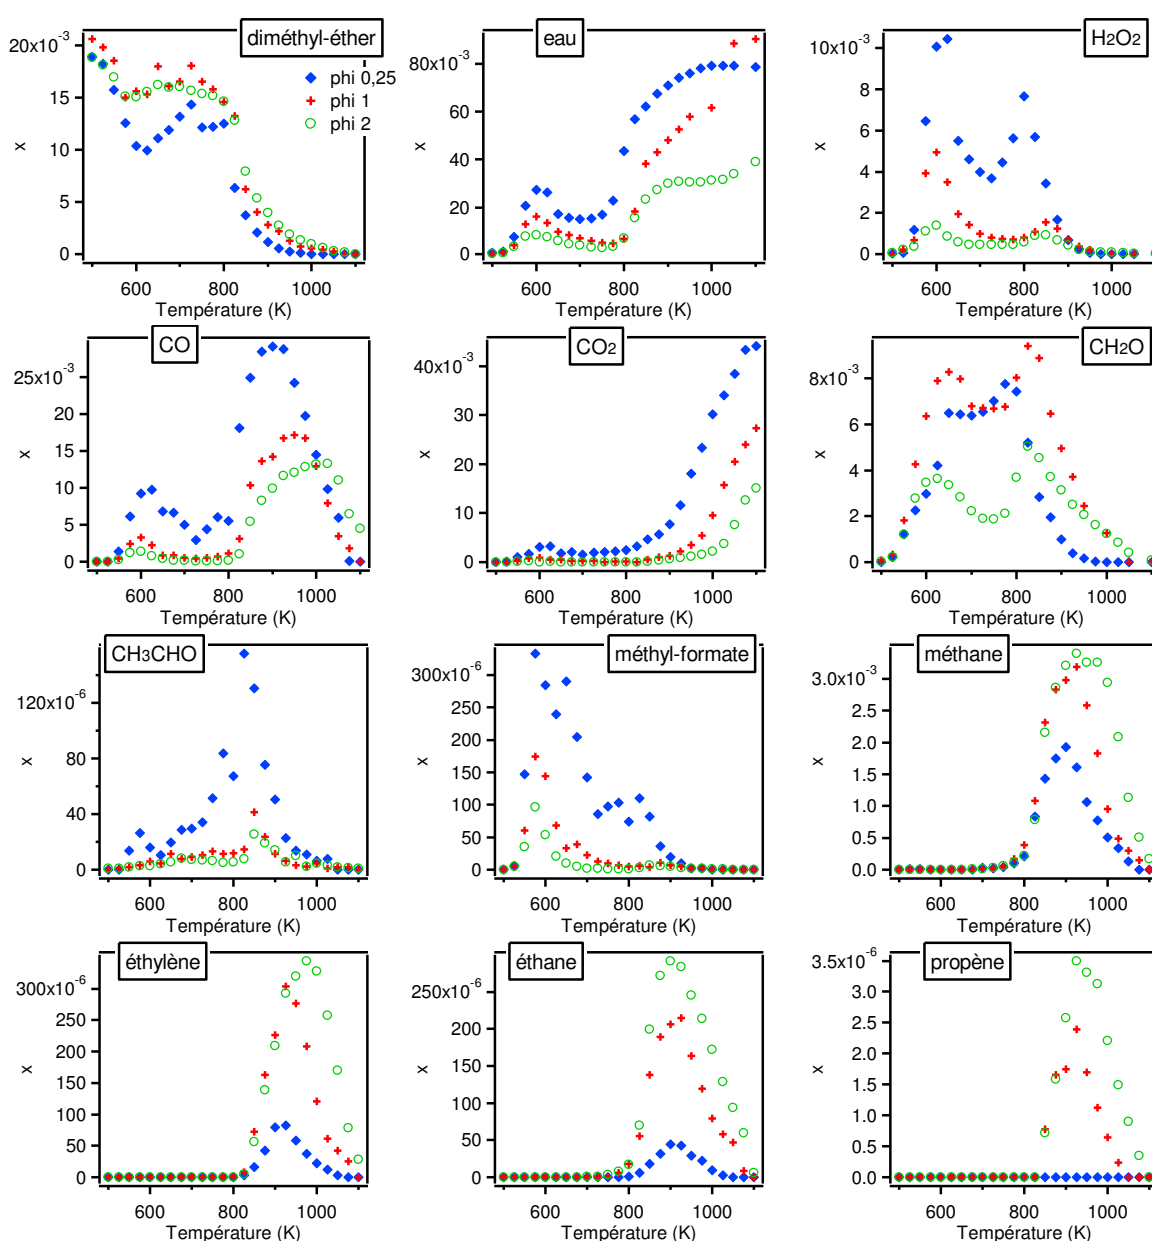 diméthyl-éther
phi 0,25
phi 1
phi 2
20x10-3
15
10
5
0
x
600
800
1000
Température (K)
eau
80x10-3
60
40
20
0
x
600
800
1000
Température (K)
H2O2
10x10-3
8
6
4
2
0
x
600
800
1000
Température (K)
CO
25x10-3
20
15
10
5
0
x
600
800
1000
Température (K)
CO2
40x10-3
30
20
10
0
x
600
800
1000
Température (K)
CH2O
8x10-3
6
4
2
0
x
600
800
1000
Température (K)
CH3CHO
120x10-6
80
40
0
x
600
800
1000
Température (K)
méthyl-formate
300x10-6
250
200
150
100
50
0
x
600
800
1000
Température (K)
méthane
3.0x10-3
2.5
2.0
1.5
1.0
0.5
0.0
x
600
800
1000
Température (K)
éthylène
300x10-6
250
200
150
100
50
0
x
600
800
1000
Température (K)
éthane
250x10-6
200
150
100
50
0
x
600
800
1000
Température (K)
propène
3.5x10-6
3.0
2.5
2.0
1.5
1.0
0.5
0.0
x
600
800
1000
Température (K)